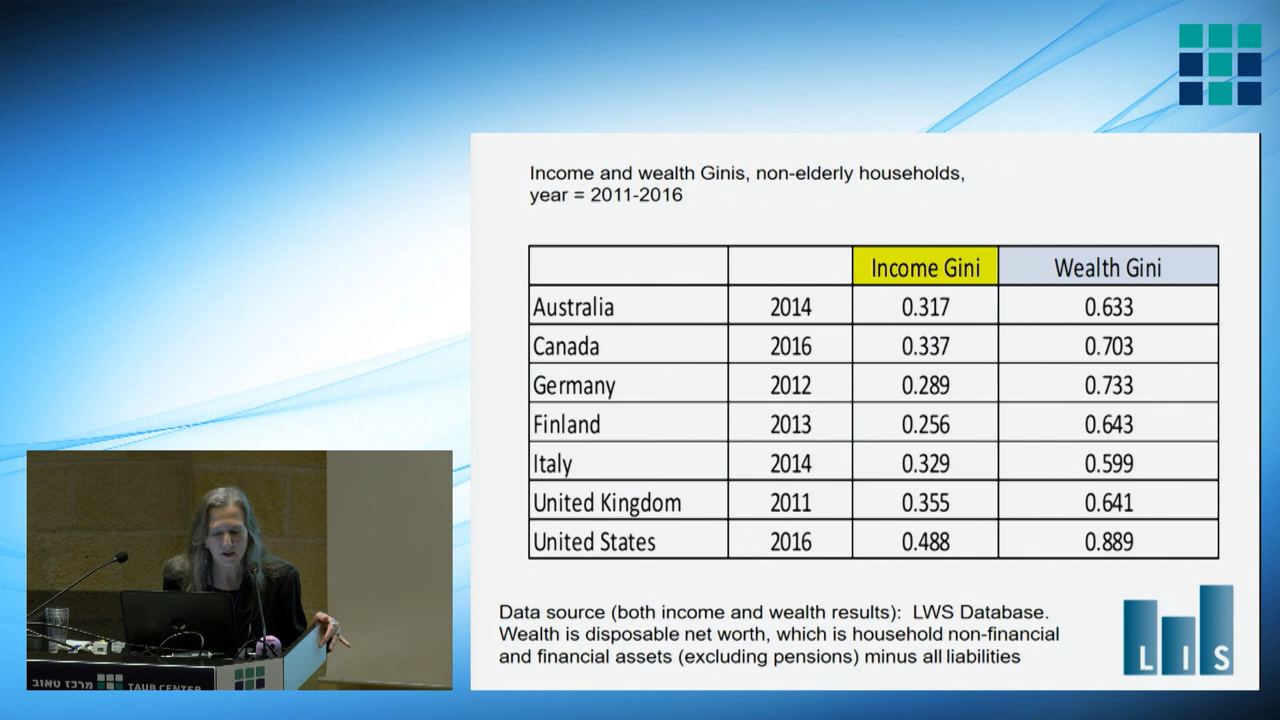 Income and wealth Ginis, non-elderly households,
year = 2011-2016
Income Gini Wealth Gini
Australia 2014 0.317 0.633
Canada 2016 0.337 0.703
Germany 2012 0.289 0.733
Finland 2013 0.256 0.643
Italy 2014 0.329 0.599
United Kingdom 2011 0.355 0.641
United States 2016 0.488 0.889
Data source (both income and wealth results): LWS Database.
Wealth is disposable net worth, which is household non-financial
and financial assets (excluding pensions) minus all liabilities
LIS
מרכז טאוב TAUB CENTER